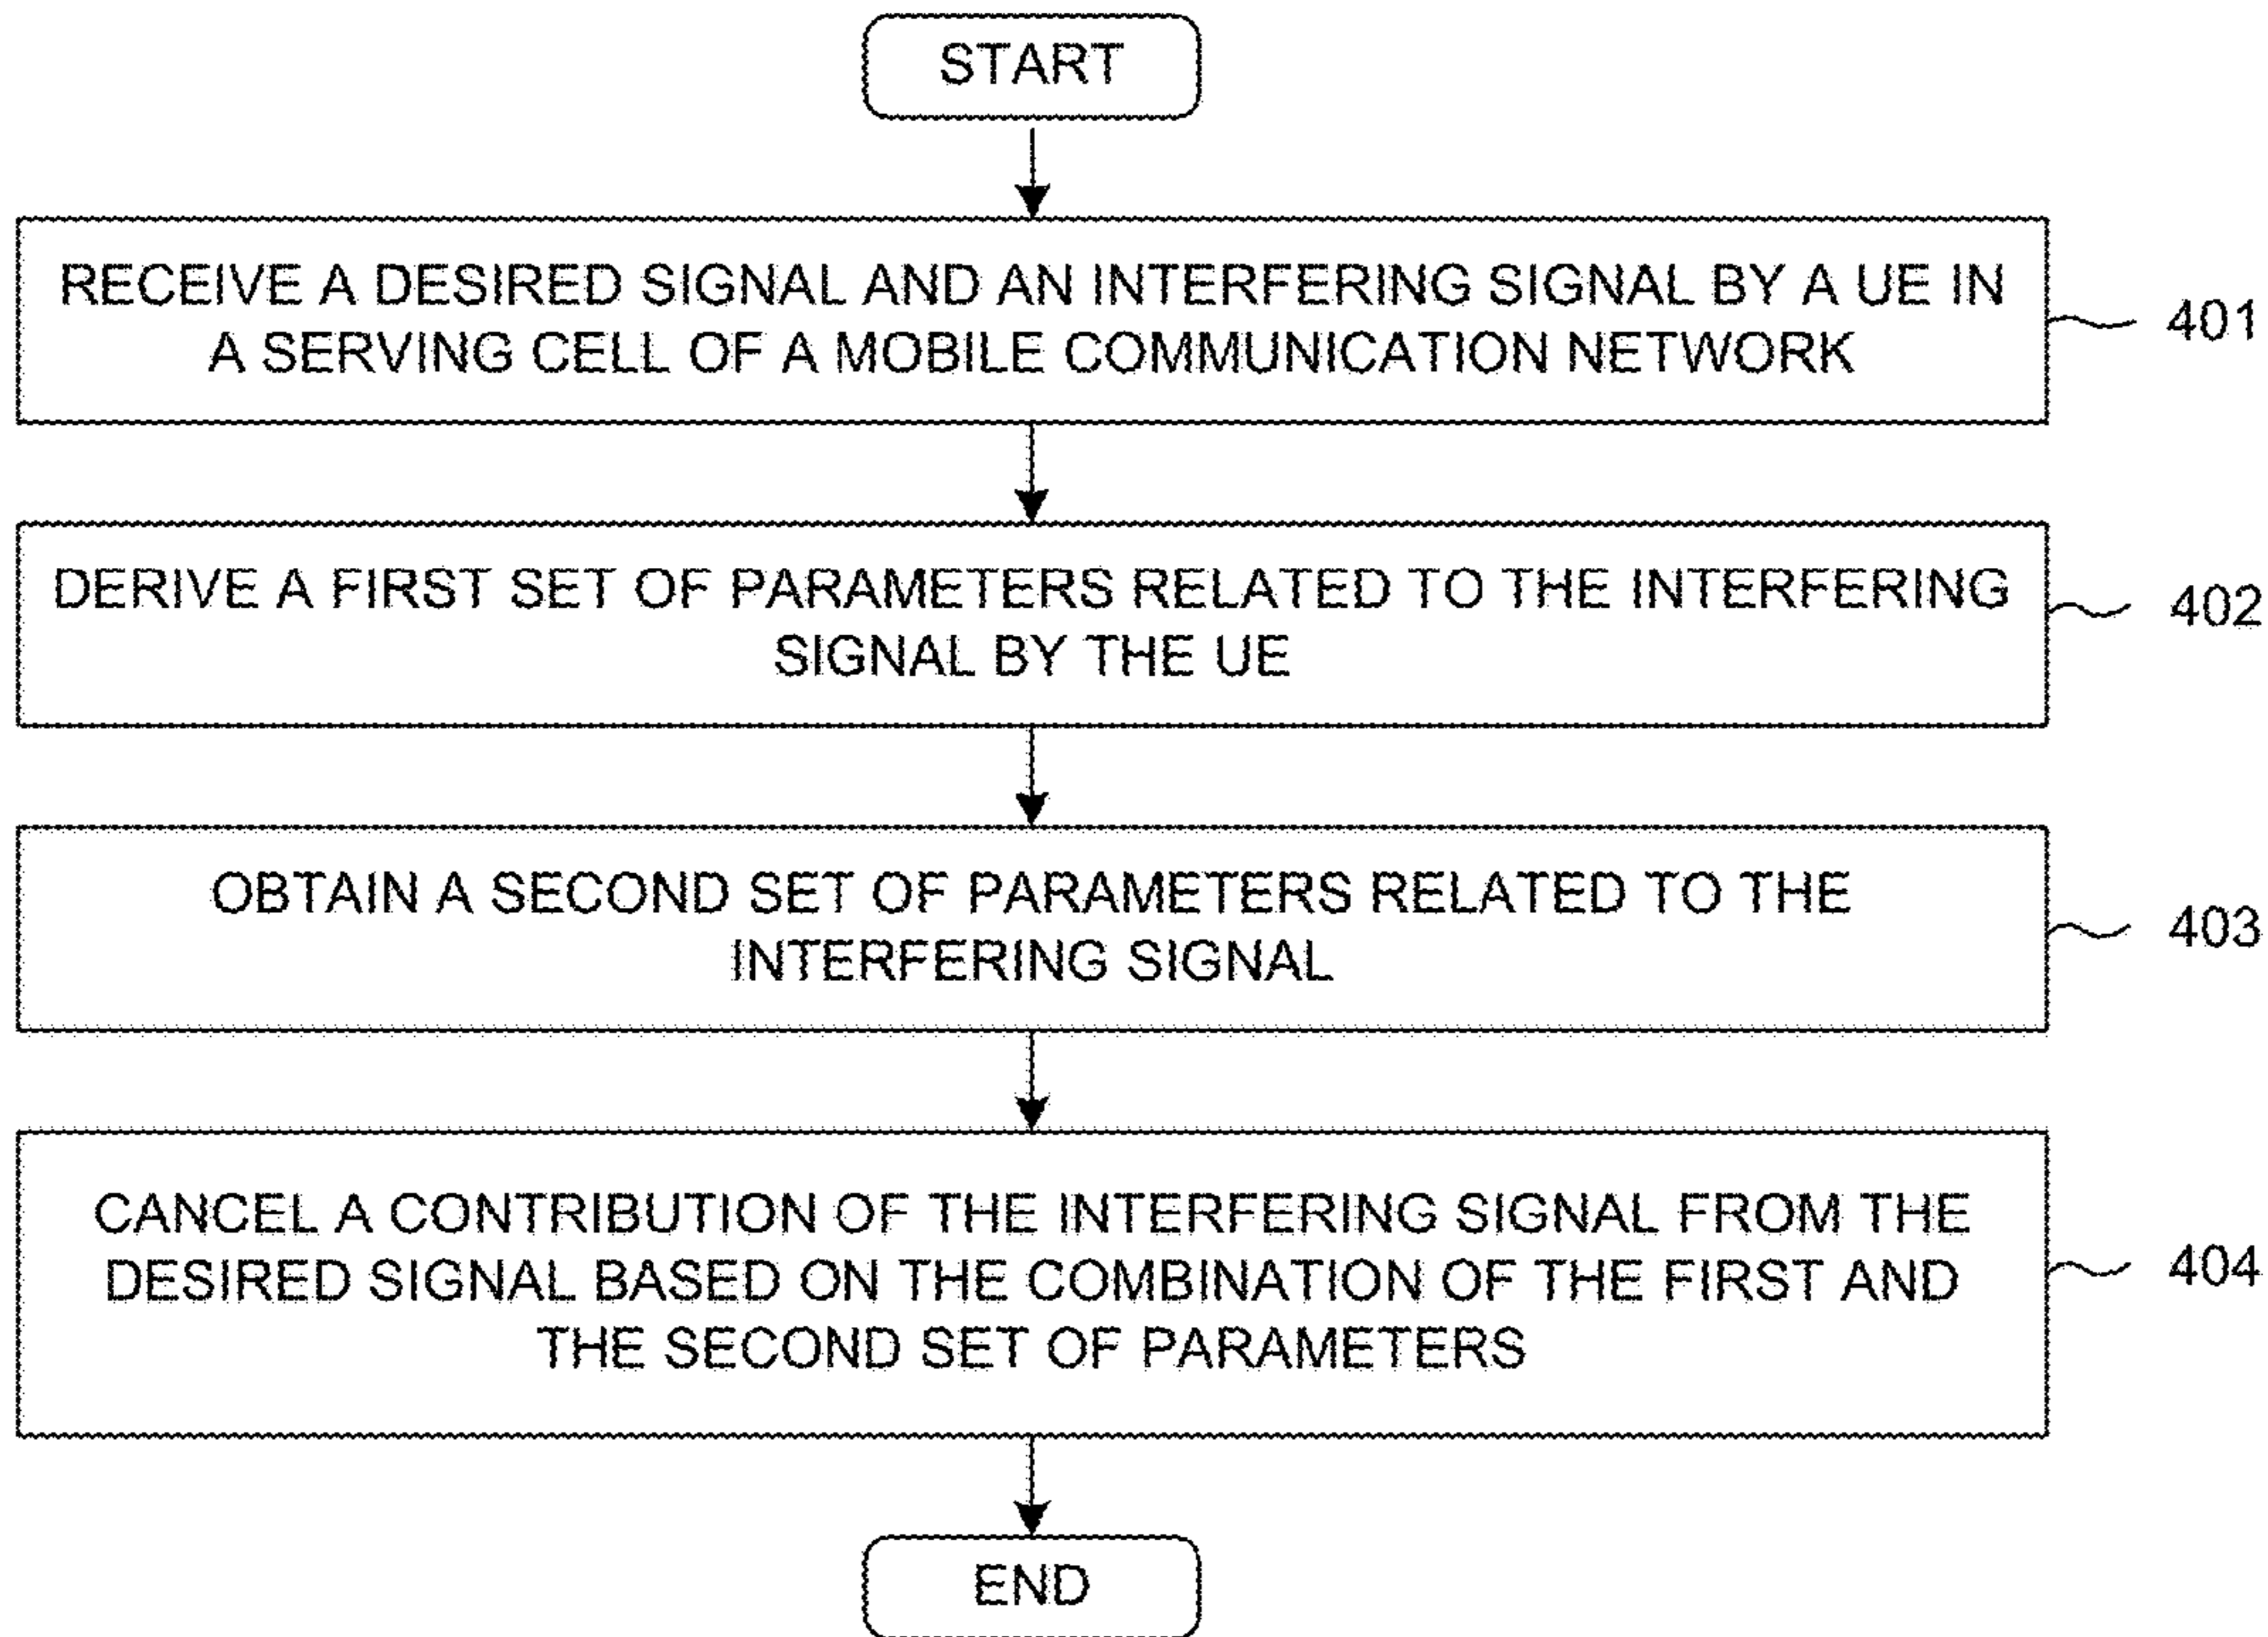 START
RECEIVE A DESIRED SIGNAL AND AN INTERFERING SIGNAL BY A UE IN
A SERVING CELL OF A MOBILE COMMUNICATION NETWORK
401
DERIVE A FIRST SET OF PARAMETERS RELATED TO THE INTERFERING
SIGNAL BY THE UE
402
OBTAIN A SECOND SET OF PARAMETERS RELATED TO THE
INTERFERING SIGNAL
403
CANCEL A CONTRIBUTION OF THE INTERFERING SIGNAL FROM THE
DESIRED SIGNAL BASED ON THE COMBINATION OF THE FIRST AND
THE SECOND SET OF PARAMETERS
404
END